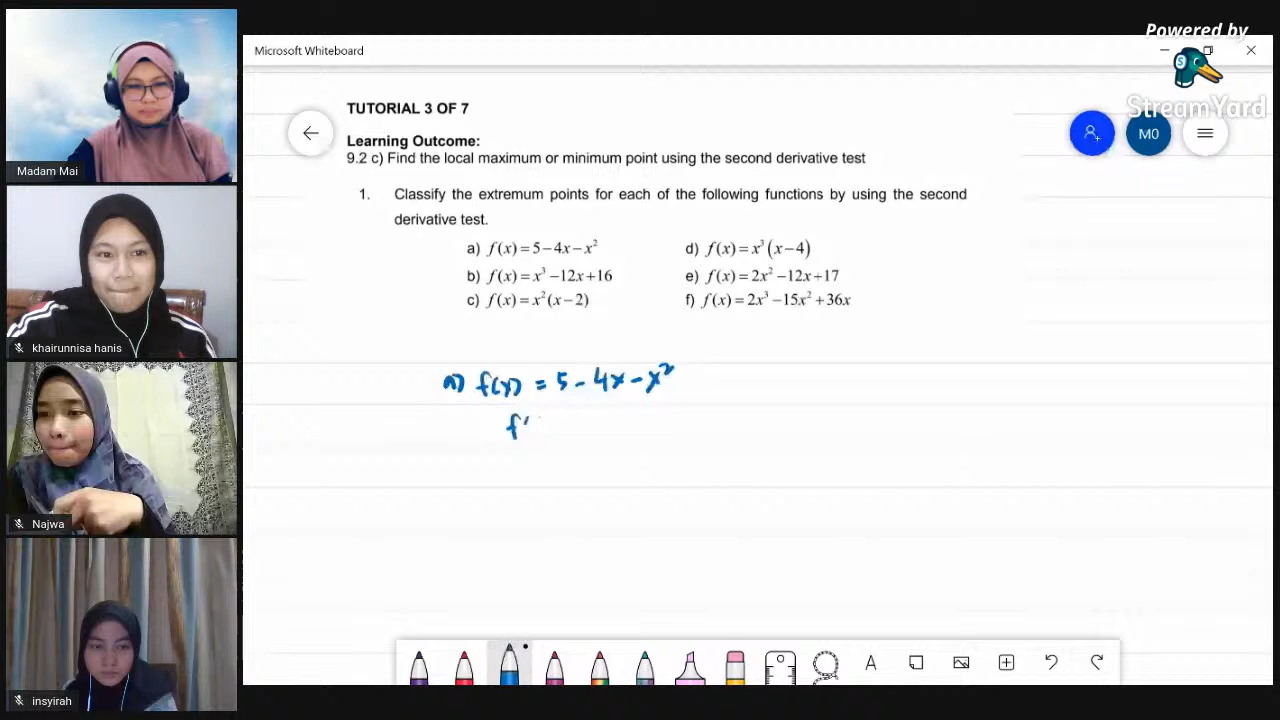 Powered by
StreamYard
Microsoft Whiteboard
M0
TUTORIAL 3 OF 7
Learning Outcome:
9.2 c) Find the local maximum or minimum point using the second derivative test
1. Classify the extremum points for each of the following functions by using the second
derivative test.
a) f(x) = 5 − 4x − x²
d) f(x) = x³(x − 4)
b) f(x) = x³ − 12x + 16
e) f(x) = 2x² − 12x + 17
c) f(x) = x²(x − 2)
f) f(x) = 2x³ − 15x² + 36x
a) f(x) = 5 - 4x - x²
f'
Madam Mai
khairunnisa hanis
Najwa
insyirah